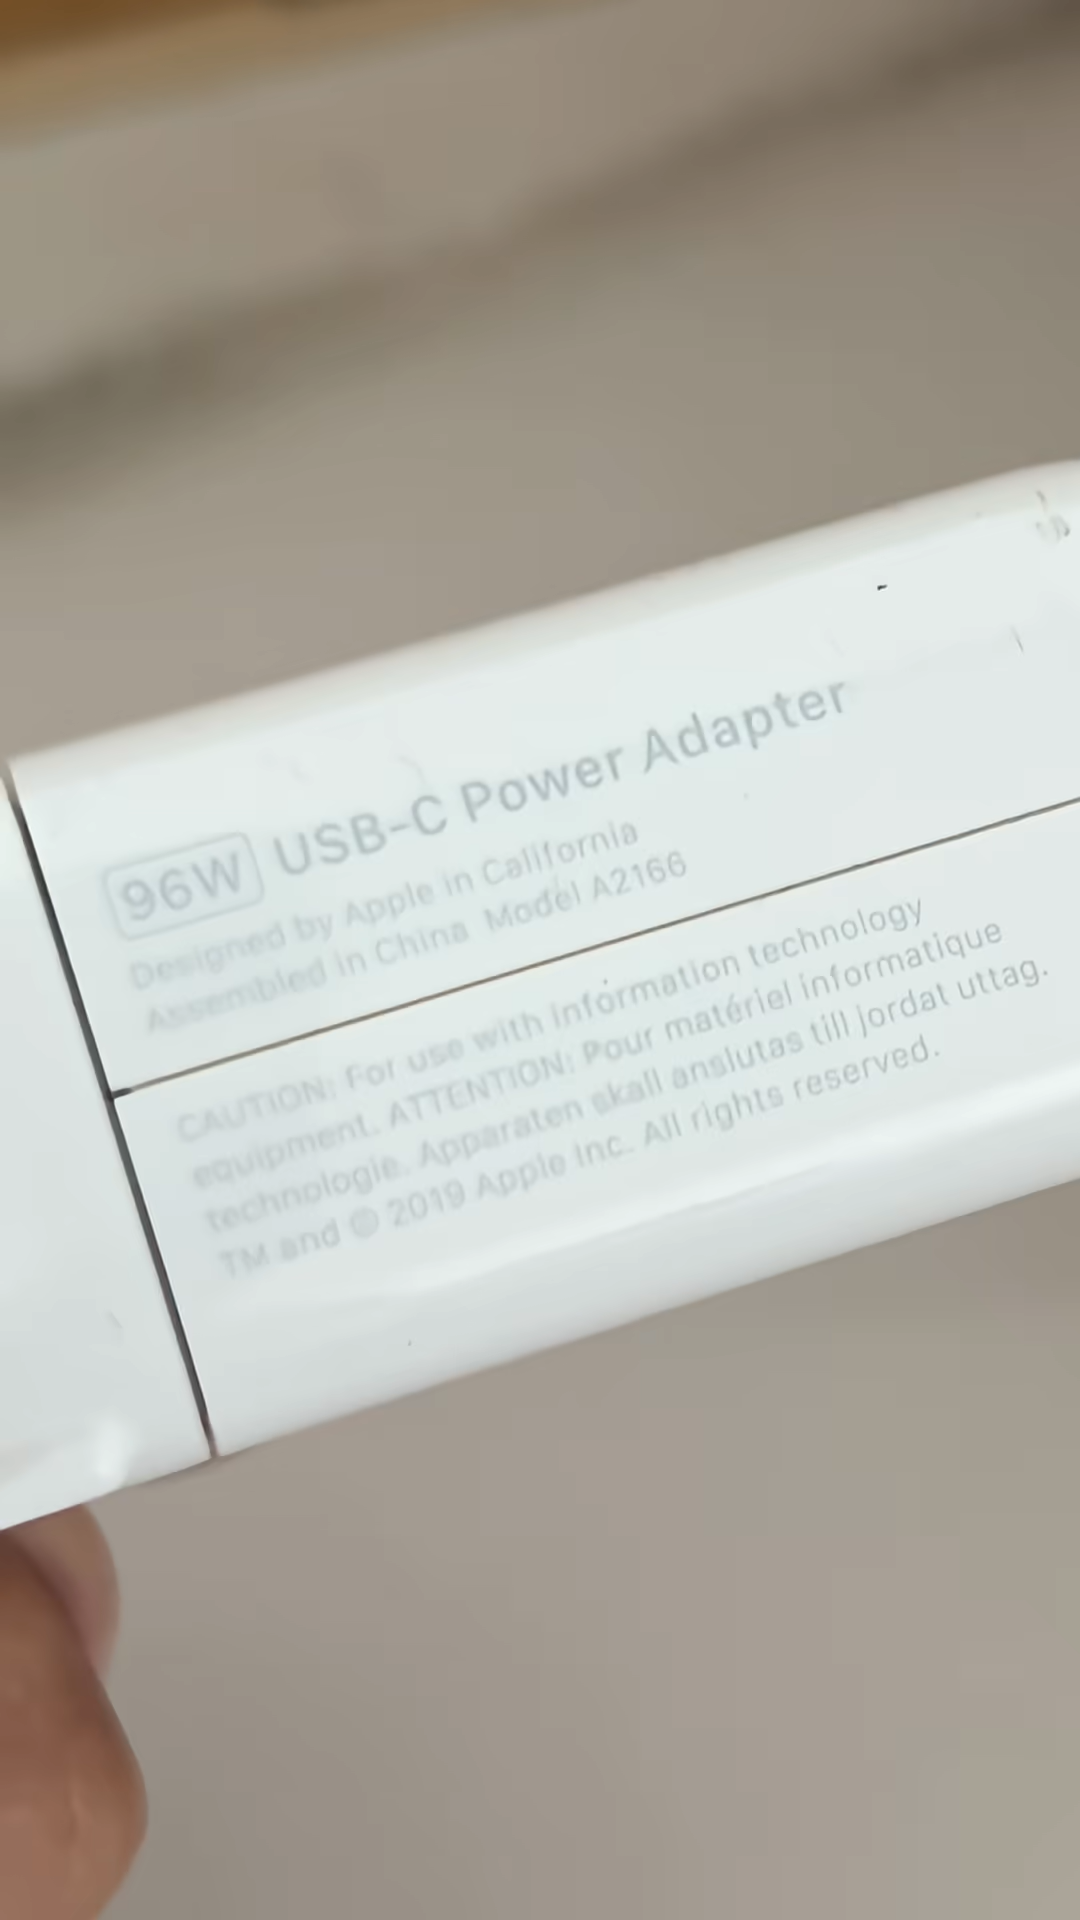 96W USB-C Power Adapter
Designed by Apple in California
Assembled in China Model A2166
CAUTION: For use with information technology
equipment. ATTENTION: Pour matériel informatique
technologie. Apparaten skall anslutas till jordat uttag.
TM and © 2019 Apple Inc. All rights reserved.